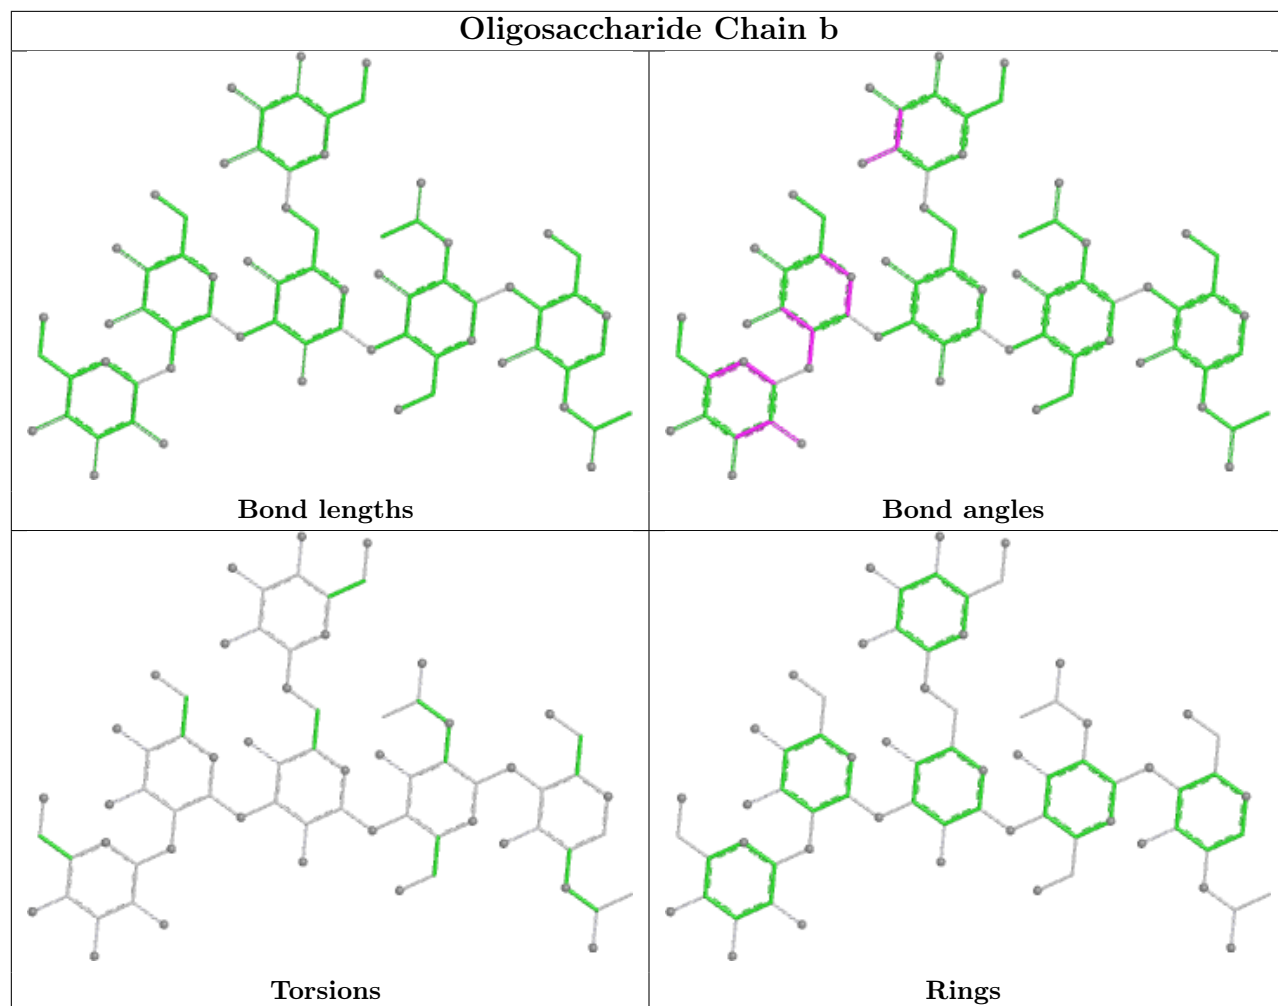 Oligosaccharide Chain b
Bond lengths
Bond angles
Torsions
Rings